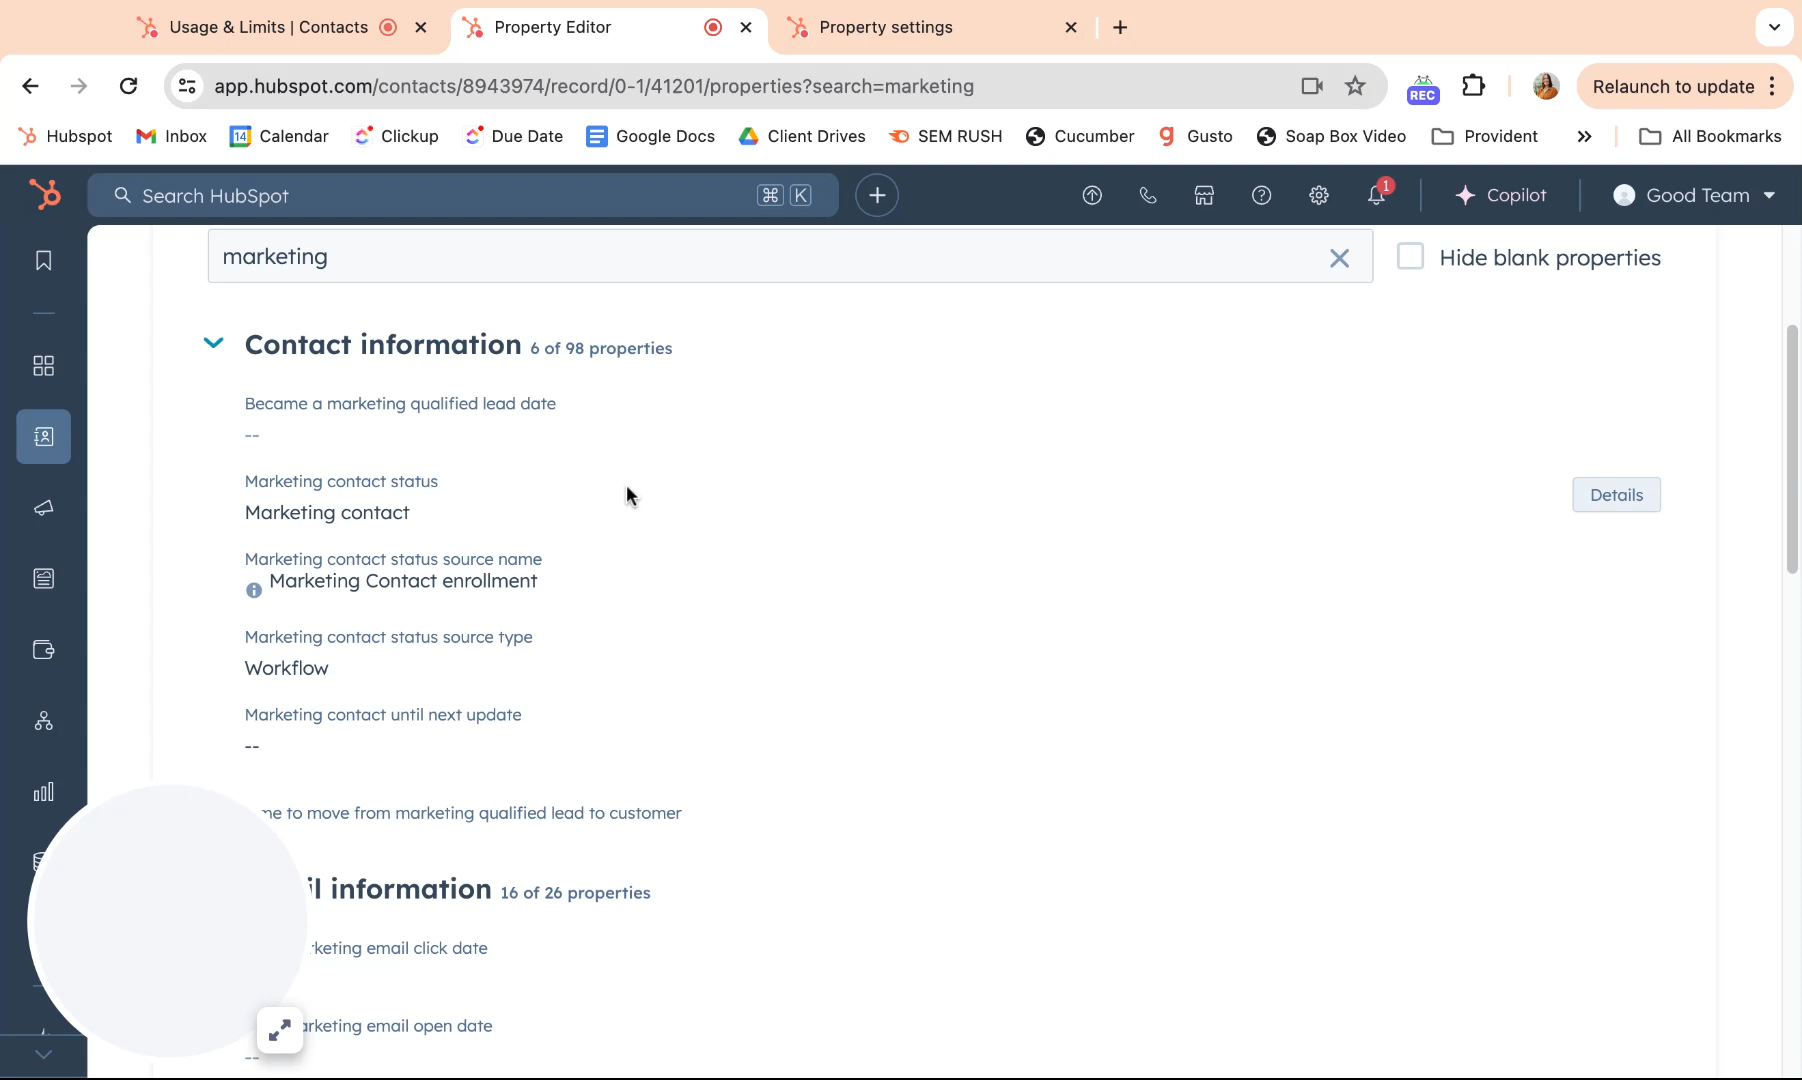 Usage & Limits | Contacts
Property Editor
Property settings
app.hubspot.com/contacts/8943974/record/0-1/41201/properties?search=marketing
REC
Relaunch to update
Hubspot
Inbox
14
Calendar
Clickup
Due Date
Google Docs
Client Drives
SEM RUSH
Cucumber
Gusto
Soap Box Video
Provident
All Bookmarks
Search HubSpot
⌘ K
1
Copilot
Good Team
marketing
Hide blank properties
Contact information 6 of 98 properties
Became a marketing qualified lead date
--
Marketing contact status
Marketing contact
Details
Marketing contact status source name
Marketing Contact enrollment
Marketing contact status source type
Workflow
Marketing contact until next update
--
to move from marketing qualified lead to customer
information 16 of 26 properties
email click date
email open date
--